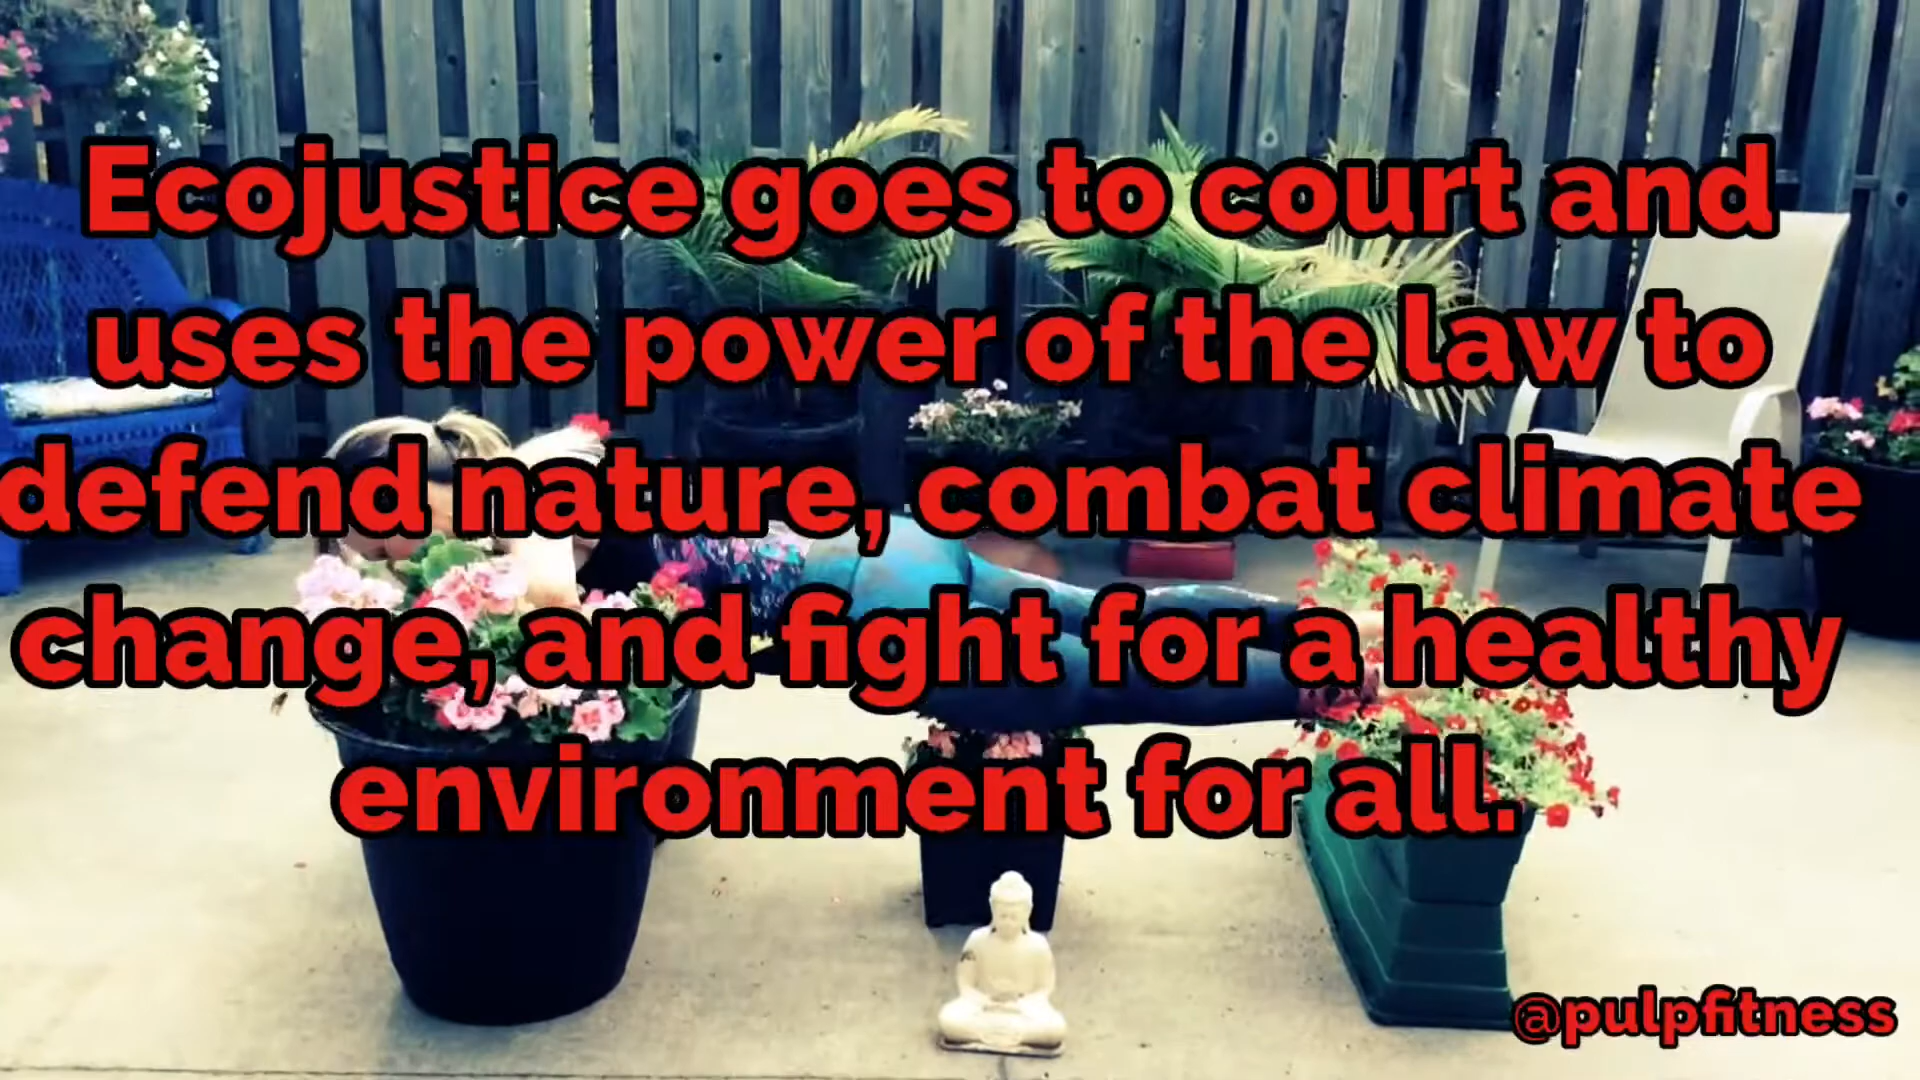 Ecojustice goes to court and
uses the power of the law to
defend nature, combat climate
change, and fight for a healthy
environment for all.
@pulpfitness